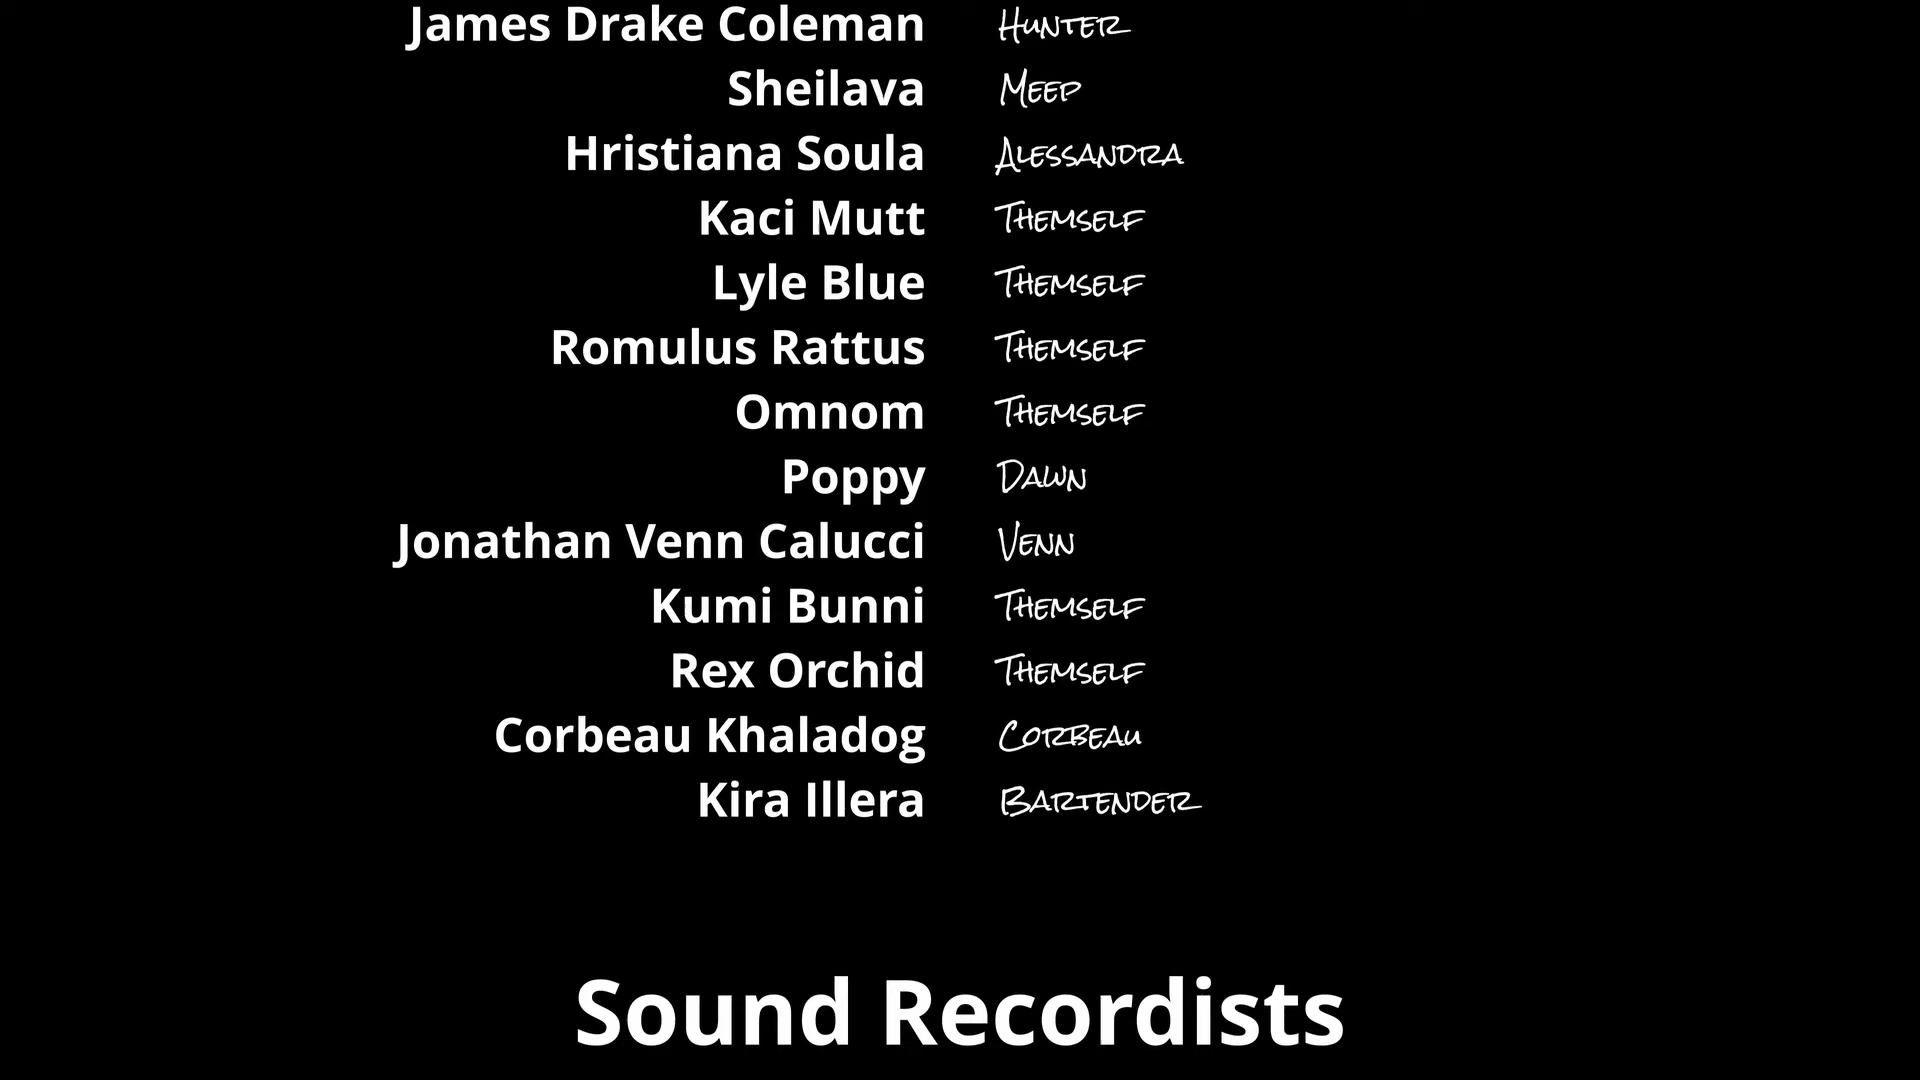 James Drake Coleman Hunter
Sheilava Meep
Hristiana Soula Alessandra
Kaci Mutt Themself
Lyle Blue Themself
Romulus Rattus Themself
Omnom Themself
Poppy Dawn
Jonathan Venn Calucci Venn
Kumi Bunni Themself
Rex Orchid Themself
Corbeau Khaladog Corbeau
Kira Illera Bartender
Sound Recordists